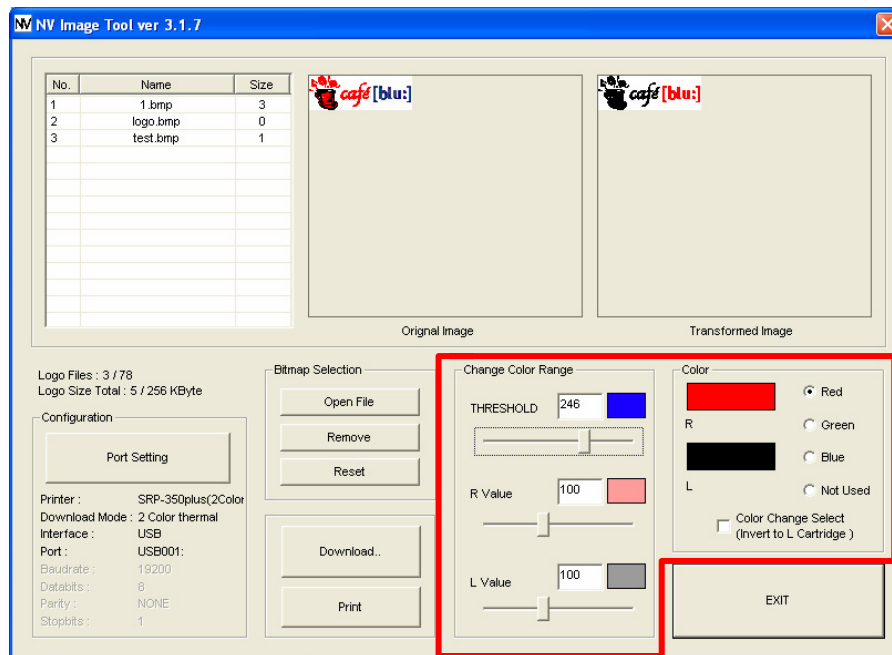 NV NV Image Tool ver 3.1.7
No. Name Size
1 1.bmp 3
2 logo.bmp 0
3 test.bmp 1
café [blu:]
café [blu:]
Orignal Image
Transformed Image
Logo Files : 3 / 78
Logo Size Total : 5 / 256 KByte
Configuration
Port Setting
Printer : SRP-350plus(2Color
Download Mode : 2 Color thermal
Interface : USB
Port : USB001:
Baudrate : 19200
Databits : 8
Parity : NONE
Stopbits : 1
Bitmap Selection
Open File
Remove
Reset
Download..
Print
Change Color Range
THRESHOLD 246
R Value 100
L Value 100
Color
R
L
Red
Green
Blue
Not Used
Color Change Select
(Invert to L Cartridge )
EXIT